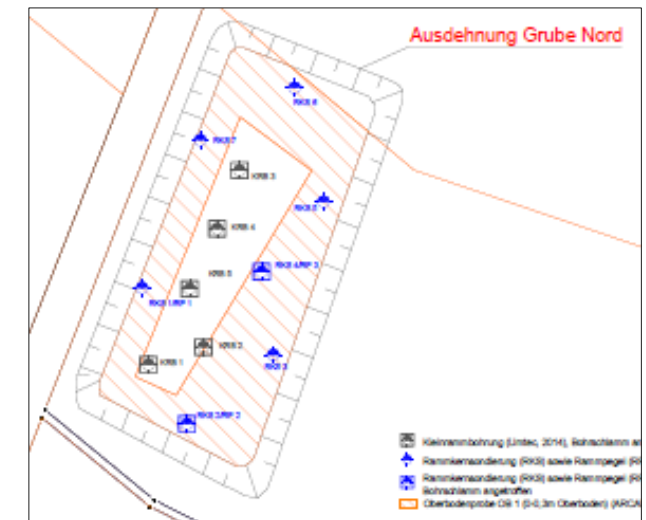 Ausdehnung Grube Nord
RKS 6
RKS 7
KRB 3
RKS 5
KRB 4
RKS 4/RP 3
KRB 5
RKS 1/RP 1
KRB 2
KRB 1
RKS 3
RKS 2/RP 2
Kleinrammbohrung (Umtec, 2014), Bohrschlamm an
Rammkernsondierung (RKS) sowie Rammpegel (R
Rammkernsondierung (RKS) sowie Rammpegel (R
Bohrschlamm angetroffen
Oberbodenprobe OB 1 (0-0,3m Oberboden) (ARCA